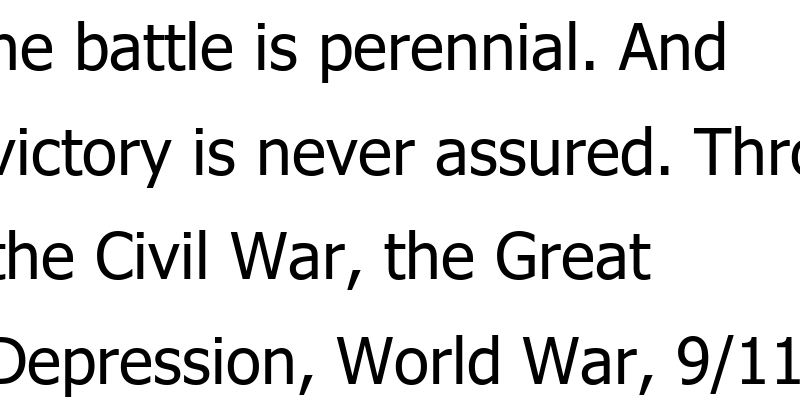 he battle is perennial. And
victory is never assured. Thro
the Civil War, the Great
Depression, World War, 9/11